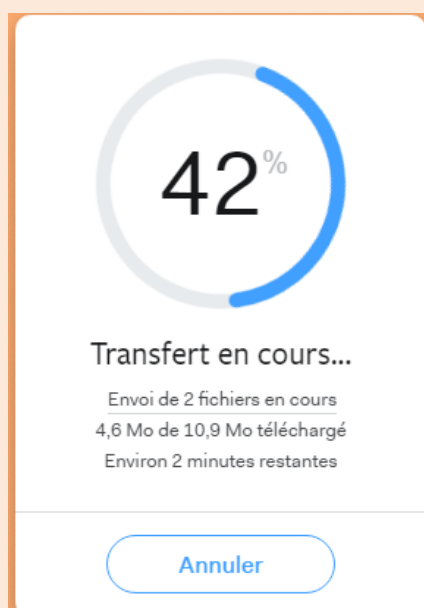 42%
Transfert en cours...
Envoi de 2 fichiers en cours
4,6 Mo de 10,9 Mo téléchargé
Environ 2 minutes restantes
Annuler